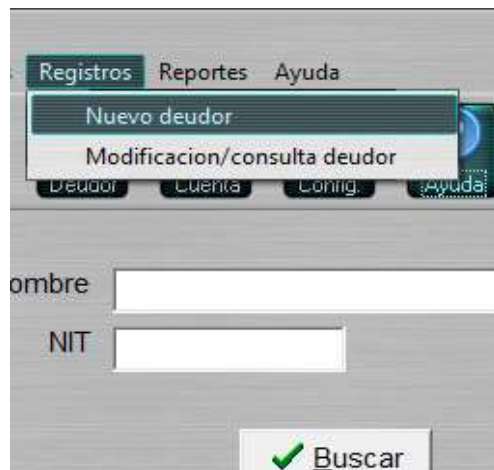 Registros Reportes Ayuda
Nuevo deudor
Modificacion/consulta deudor
Deudor Cuenta Config. Ayuda
ombre
NIT
Buscar